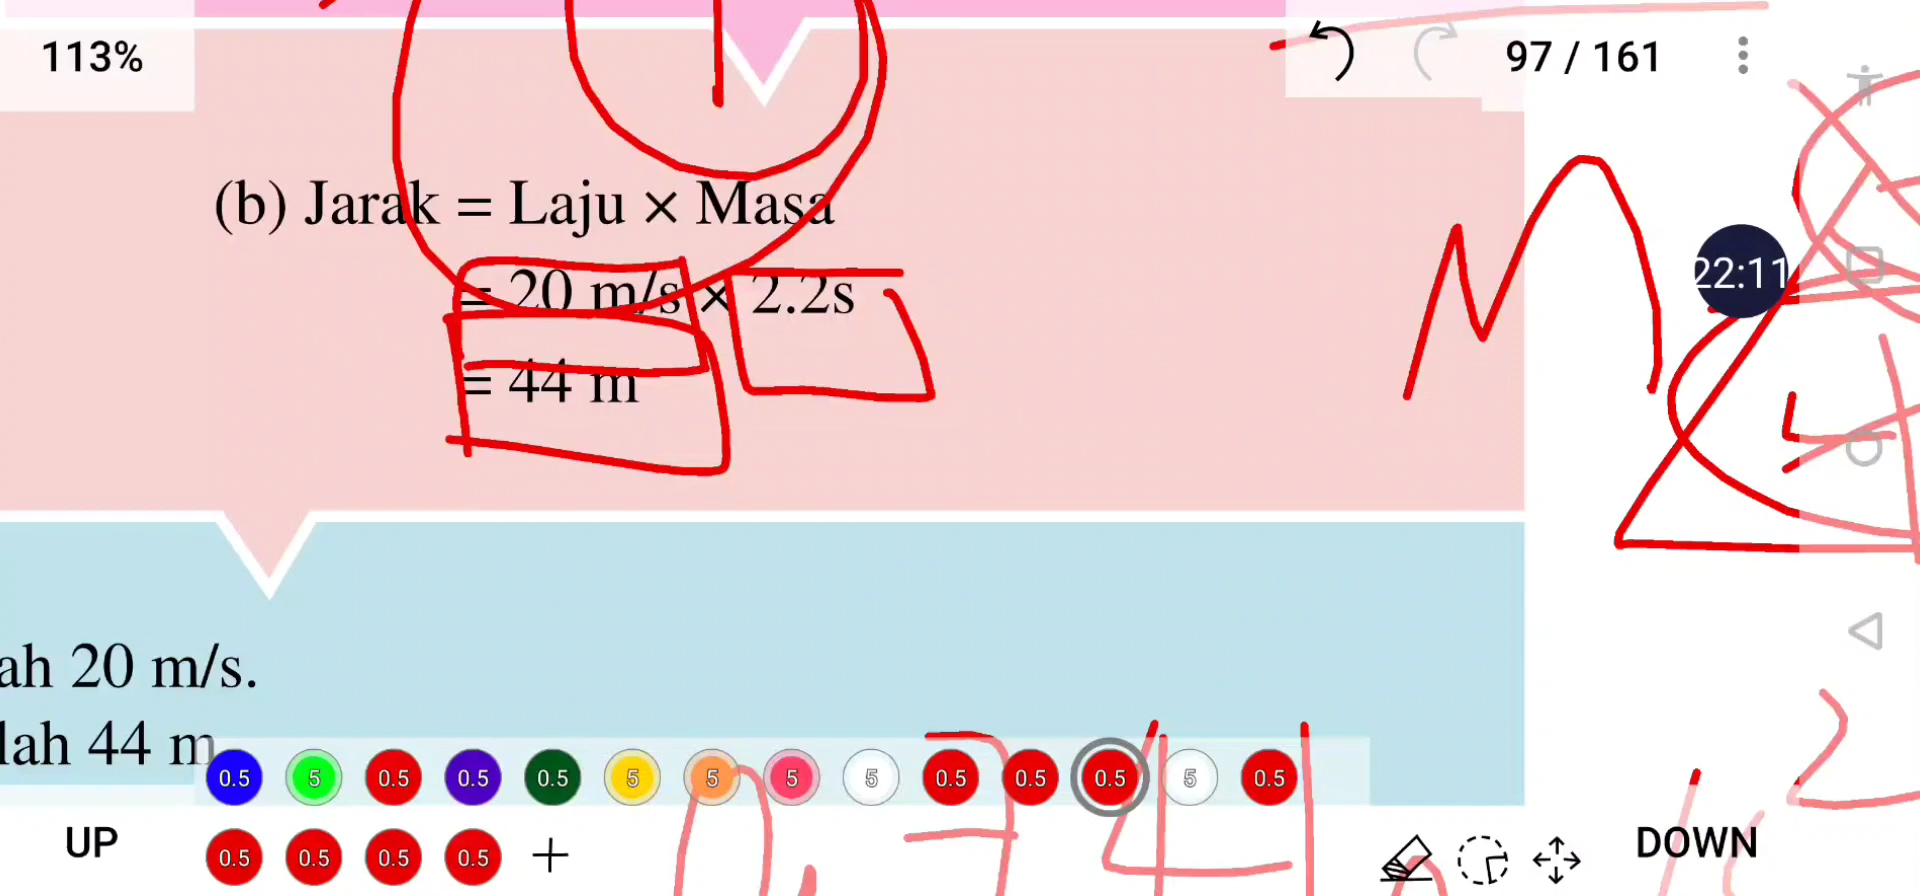 113%
97 / 161
(b) Jarak = Laju × Masa
= 20 m/s × 2.2s
= 44 m
22:11
ah 20 m/s.
lah 44 m
0.5 5 0.5 0.5 0.5 5 5 5 5 0.5 0.5 0.5 5 0.5
UP 0.5 0.5 0.5 0.5 + DOWN